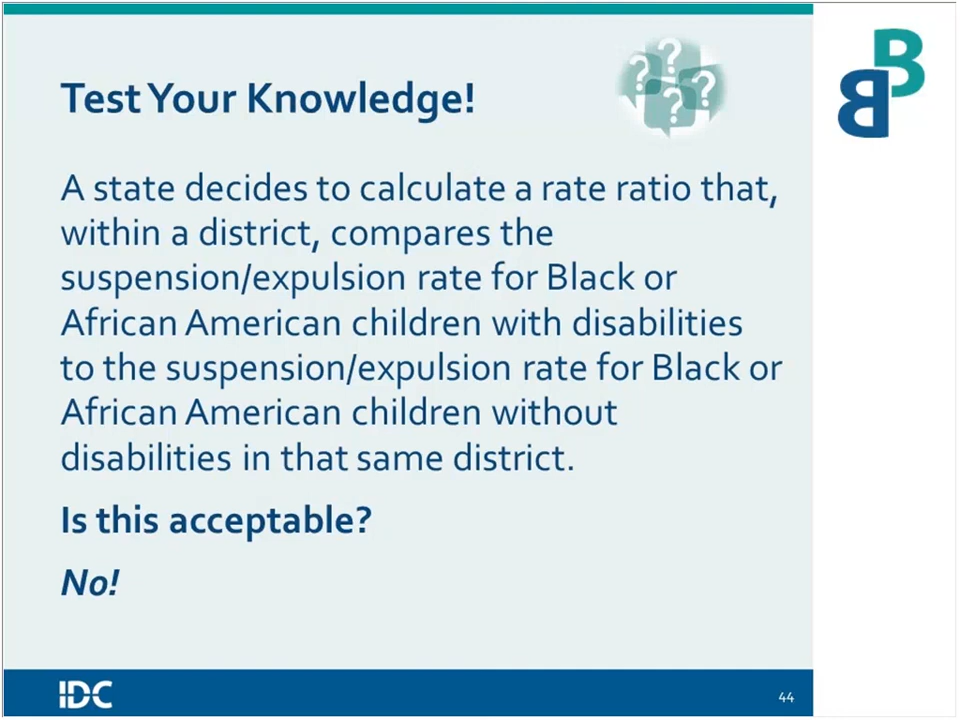 Test Your Knowledge!
B
B
A state decides to calculate a rate ratio that,
within a district, compares the
suspension/expulsion rate for Black or
African American children with disabilities
to the suspension/expulsion rate for Black or
African American children without
disabilities in that same district.
Is this acceptable?
No!
IDC
44